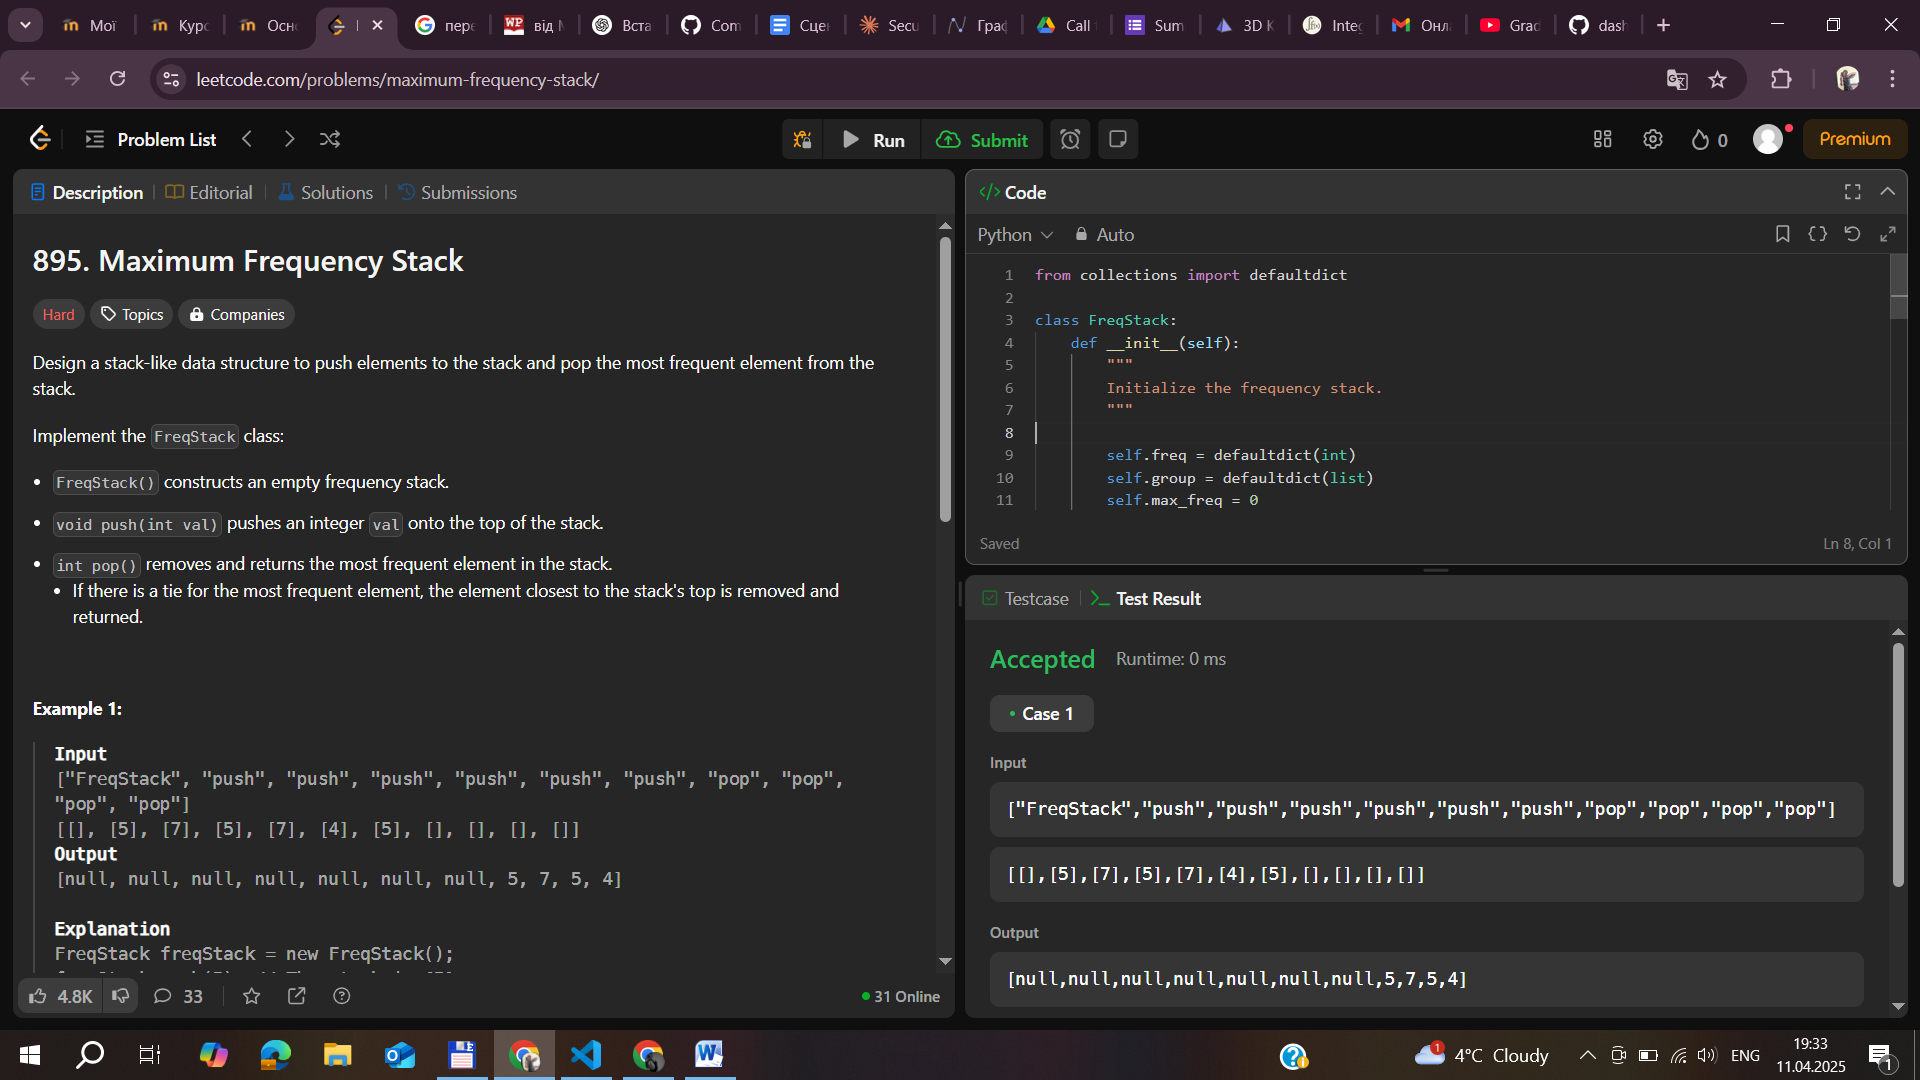 Мої
Курс
Осн
пере
від М
Вста
Com
Сце
Secu
Граф
Call
Sum
3D К
Integ
Онл
Grad
dash
leetcode.com/problems/maximum-frequency-stack/
Problem List
Run
Submit
0
Premium
Description
Editorial
Solutions
Submissions
895. Maximum Frequency Stack
Hard
Topics
Companies
Design a stack-like data structure to push elements to the stack and pop the most frequent element from the
stack.
Implement the FreqStack class:
• FreqStack() constructs an empty frequency stack.
• void push(int val) pushes an integer val onto the top of the stack.
• int pop() removes and returns the most frequent element in the stack.
• If there is a tie for the most frequent element, the element closest to the stack's top is removed and
returned.
Example 1:
Input
["FreqStack", "push", "push", "push", "push", "push", "push", "pop", "pop",
"pop", "pop"]
[[], [5], [7], [5], [7], [4], [5], [], [], [], []]
Output
[null, null, null, null, null, null, null, 5, 7, 5, 4]
Explanation
FreqStack freqStack = new FreqStack();
4.8K
33
31 Online
</> Code
Python
Auto
1 from collections import defaultdict
2
3 class FreqStack:
4 def __init__(self):
5 """
6 Initialize the frequency stack.
7 """
8
9 self.freq = defaultdict(int)
10 self.group = defaultdict(list)
11 self.max_freq = 0
Saved
Ln 8, Col 1
Testcase
Test Result
Accepted
Runtime: 0 ms
• Case 1
Input
["FreqStack","push","push","push","push","push","push","pop","pop","pop","pop"]
[[],[5],[7],[5],[7],[4],[5],[],[],[],[]]
Output
[null,null,null,null,null,null,null,5,7,5,4]
1
4°C Cloudy
ENG
19:33
11.04.2025
1